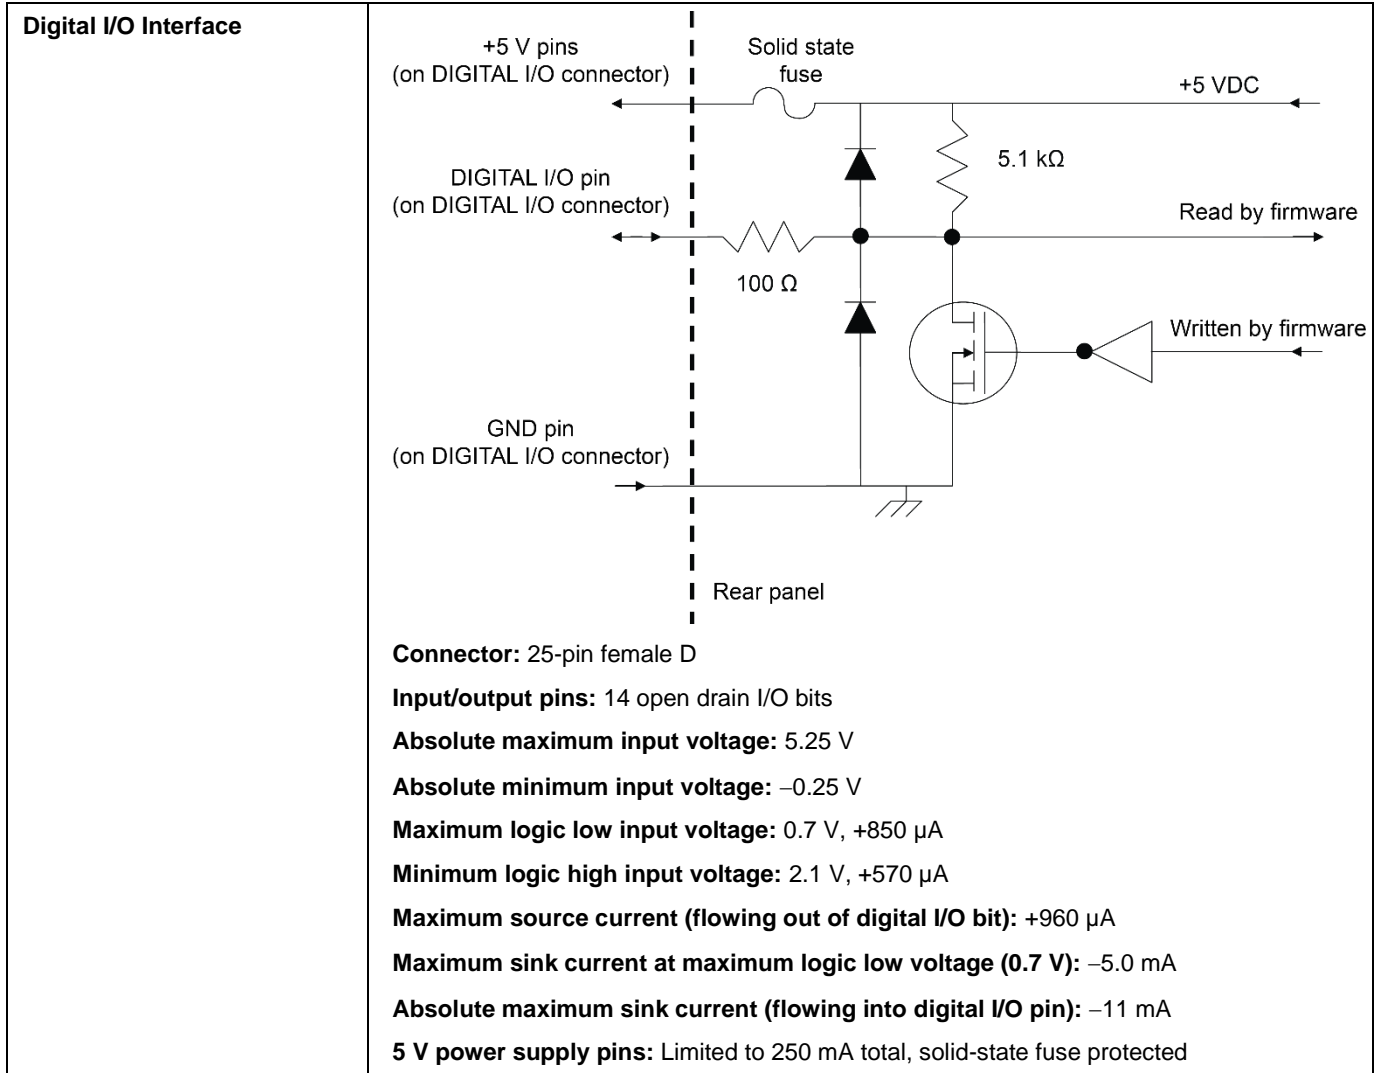 Digital I/O Interface
+5 V pins
(on DIGITAL I/O connector)
Solid state
fuse
+5 VDC
5.1 kΩ
DIGITAL I/O pin
(on DIGITAL I/O connector)
Read by firmware
100 Ω
Written by firmware
GND pin
(on DIGITAL I/O connector)
Rear panel
Connector: 25-pin female D
Input/output pins: 14 open drain I/O bits
Absolute maximum input voltage: 5.25 V
Absolute minimum input voltage: −0.25 V
Maximum logic low input voltage: 0.7 V, +850 µA
Minimum logic high input voltage: 2.1 V, +570 µA
Maximum source current (flowing out of digital I/O bit): +960 µA
Maximum sink current at maximum logic low voltage (0.7 V): −5.0 mA
Absolute maximum sink current (flowing into digital I/O pin): −11 mA
5 V power supply pins: Limited to 250 mA total, solid-state fuse protected